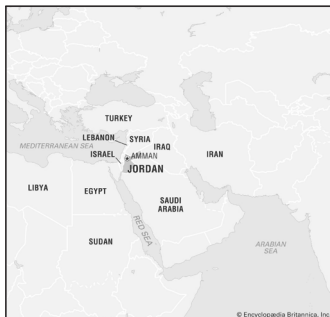 TURKEY
LEBANON
SYRIA
MEDITERRANEAN SEA
IRAQ
AMMAN
ISRAEL
IRAN
JORDAN
LIBYA
EGYPT
SAUDI
ARABIA
RED SEA
SUDAN
ARABIAN
SEA
© Encyclopædia Britannica, Inc.